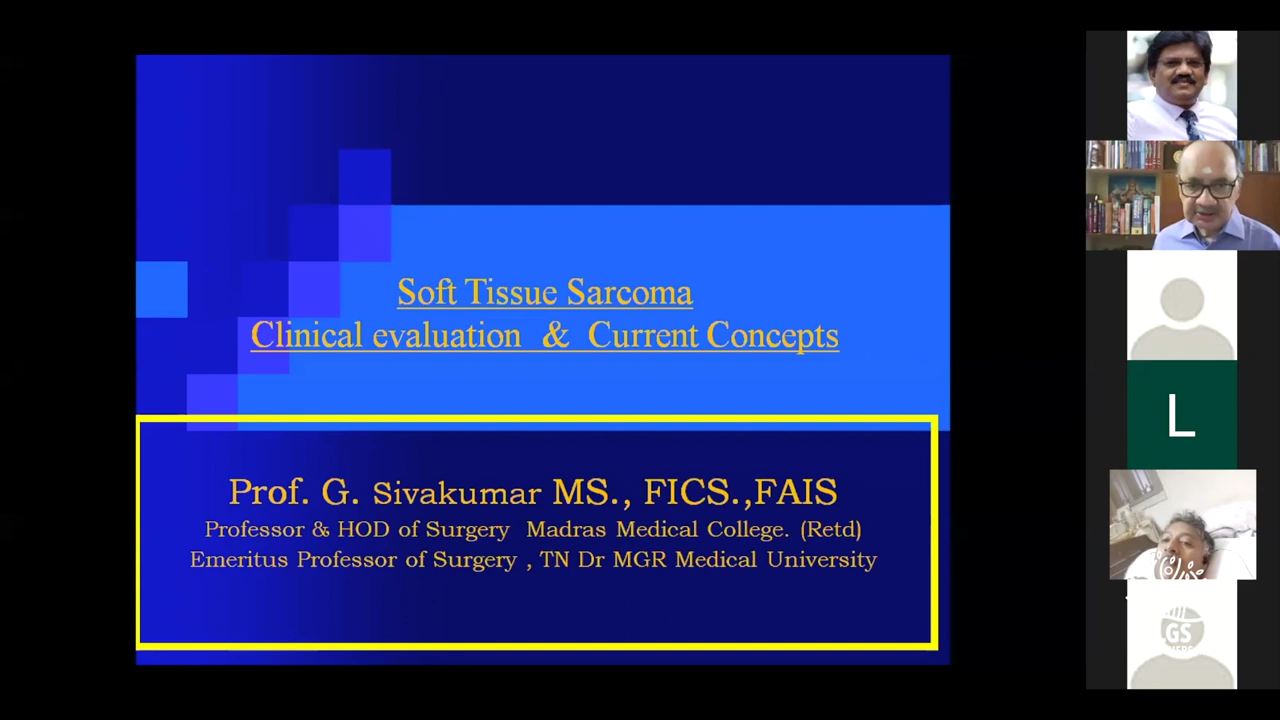 Soft Tissue Sarcoma
Clinical evaluation & Current Concepts
Prof. G. Sivakumar MS., FICS.,FAIS
Professor & HOD of Surgery Madras Medical College. (Retd)
Emeritus Professor of Surgery , TN Dr MGR Medical University
L
GS